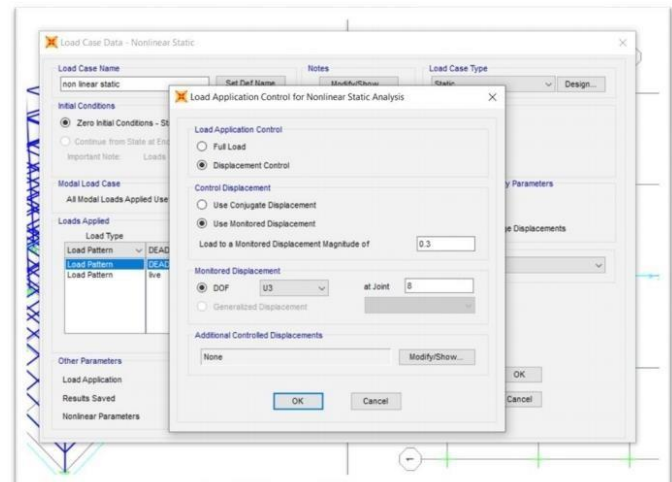 Load Case Data - Nonlinear Static
Load Case Name
Notes
Load Case Type
non linear static
Set Def Name
Modify/Show
Static
Design...
Initial Conditions
Zero Initial Conditions - St
Continue from State at End
Important Note: Loads
Modal Load Case
All Modal Loads Applied Use
Loads Applied
Load Type
Load Pattern DEAD
Load Pattern DEAD
Load Pattern live
Other Parameters
Load Application
Results Saved
Nonlinear Parameters
y Parameters
e Displacements
OK
Cancel
Load Application Control for Nonlinear Static Analysis
Load Application Control
Full Load
Displacement Control
Control Displacement
Use Conjugate Displacement
Use Monitored Displacement
Load to a Monitored Displacement Magnitude of 0.3
Monitored Displacement
DOF U3 at Joint 8
Generalized Displacement
Additional Controlled Displacements
None Modify/Show...
OK Cancel